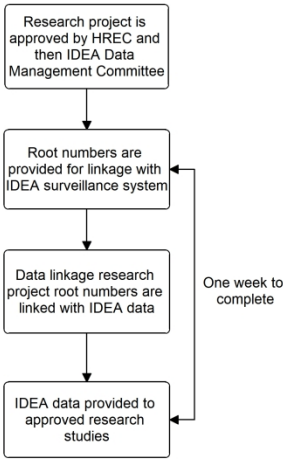 Research project is
approved by HREC and
then IDEA Data
Management Committee
Root numbers are
provided for linkage with
IDEA surveillance system
Data linkage research
project root numbers are
linked with IDEA data
One week to
complete
IDEA data provided to
approved research
studies